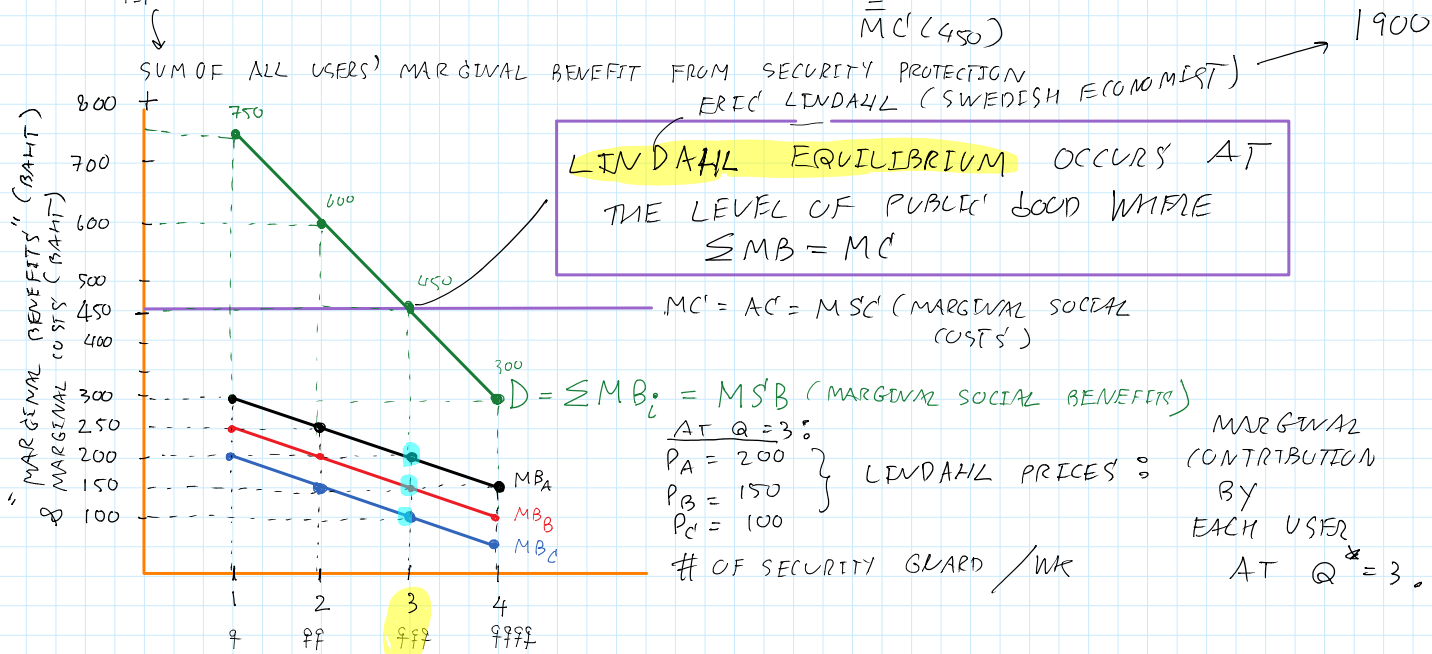 =
MC (450)
1900
SUM OF ALL USERS' MARGINAL BENEFIT FROM SECURITY PROTECTION
ERIC LINDAHL (SWEDISH ECONOMIST)
LINDAHL EQUILIBRIUM OCCURS AT
THE LEVEL OF PUBLIC GOOD WHERE
ΣMB = MC
"MARGINAL BENEFITS" (BAHT)
& MARGINAL COSTS (BAHT)
800
700
600
500
450
400
300
250
200
150
100
750
600
450
300
MC = AC = MSC (MARGINAL SOCIAL
COSTS)
D = ΣMBi = MSB (MARGINAL SOCIAL BENEFITS)
AT Q = 3:
PA = 200
PB = 150
PC = 100
} LINDAHL PRICES:
MARGINAL
CONTRIBUTION
BY
EACH USER
AT Q* = 3.
MBA
MBB
MBC
# OF SECURITY GUARD / WK
1
2
3
4